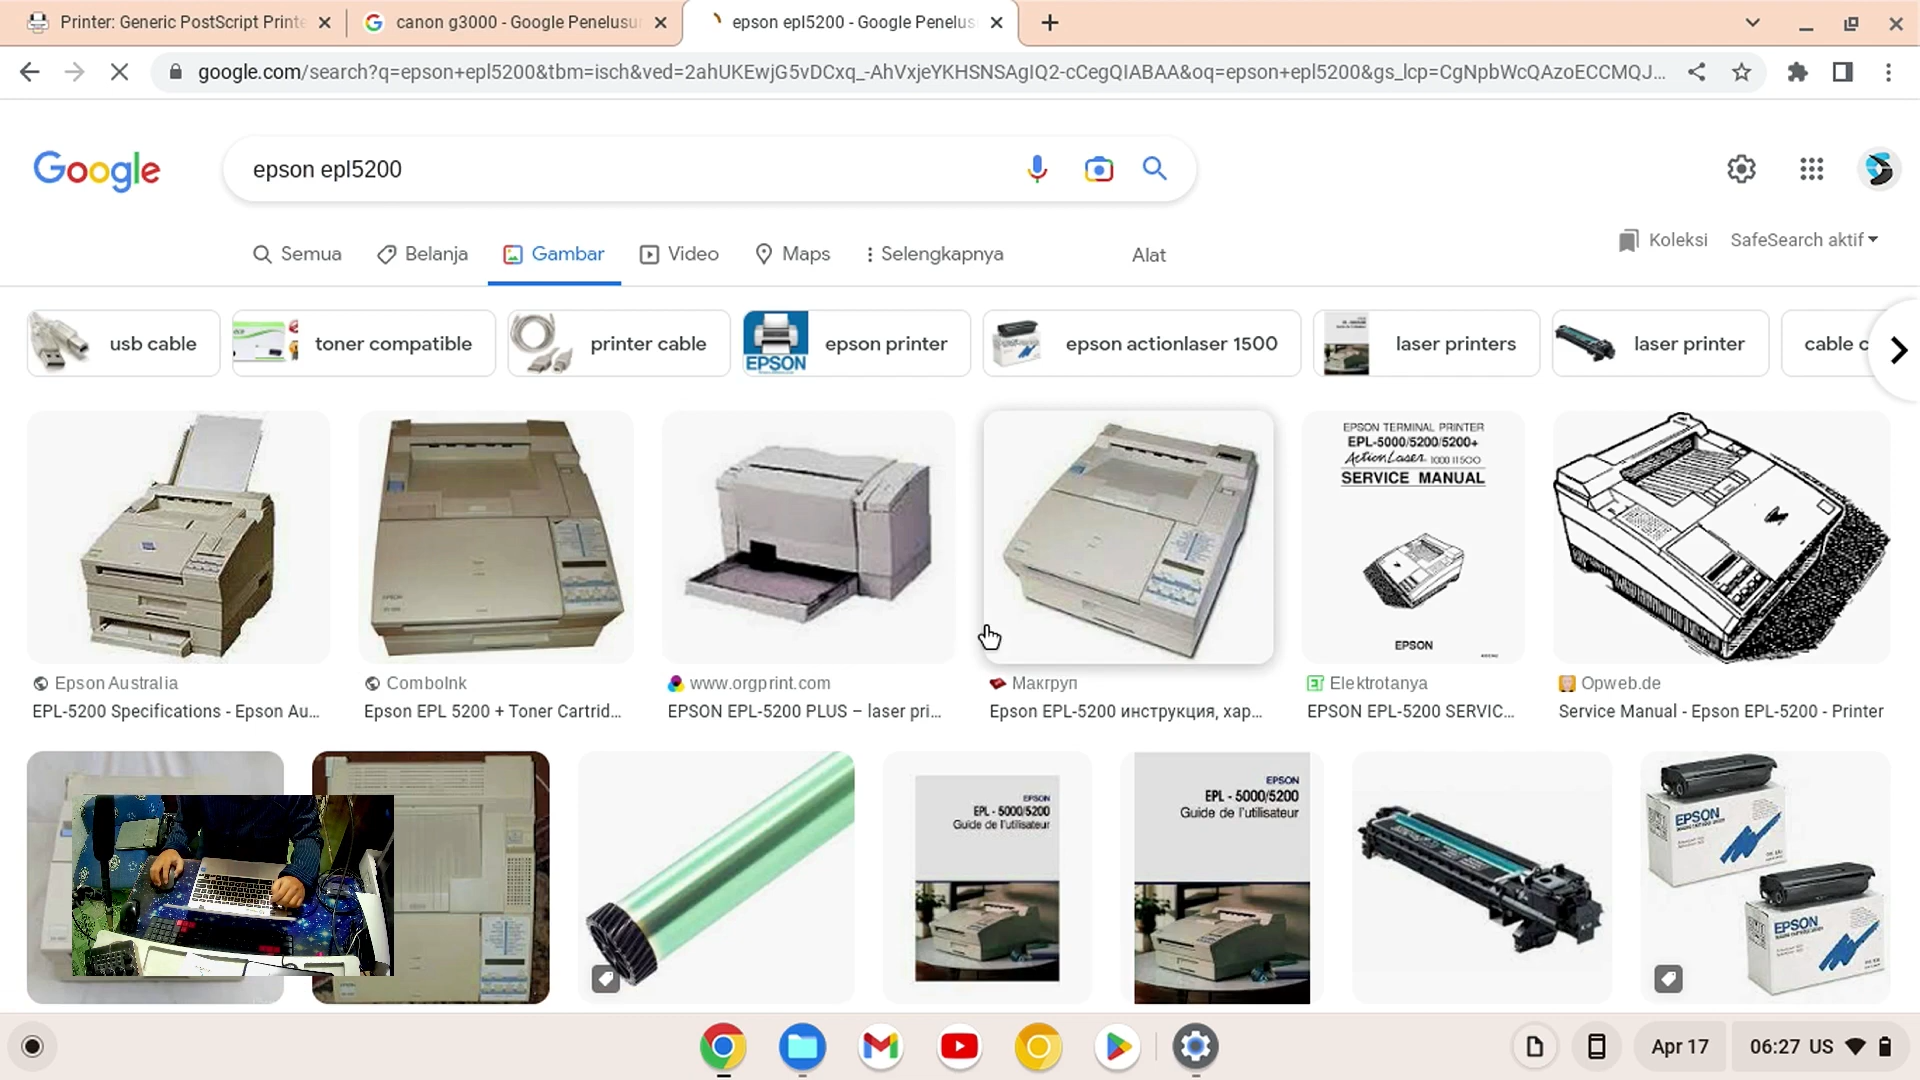 Printer: Generic PostScript Printe
canon g3000 - Google Penelusu
epson epl5200 - Google Penelus
google.com/search?q=epson+epl5200&tbm=isch&ved=2ahUKEwjG5vDCxq_-AhVxjeYKHSNSAgIQ2-cCegQIABAA&oq=epson+epl5200&gs_lcp=CgNpbWcQAzoECCMQJ...
Google
epson epl5200
Semua
Belanja
Gambar
Video
Maps
Selengkapnya
Alat
Koleksi
SafeSearch aktif
usb cable
toner compatible
printer cable
EPSON
epson printer
epson actionlaser 1500
laser printers
laser printer
cable c
EPSON TERMINAL PRINTER
EPL-5000/5200/5200+
ActionLaser 1000/1500
SERVICE MANUAL
EPSON
Epson Australia
EPL-5200 Specifications - Epson Au...
ComboInk
Epson EPL 5200 + Toner Cartrid...
www.orgprint.com
EPSON EPL-5200 PLUS – laser pri...
Макгруп
Epson EPL-5200 инструкция, хар...
Elektrotanya
EPSON EPL-5200 SERVIC...
Opweb.de
Service Manual - Epson EPL-5200 - Printer
EPSON
EPL - 5000/5200
Guide de l'utilisateur
EPSON
EPL - 5000/5200
Guide de l'utilisateur
EPSON
EPSON
Apr 17
06:27 US